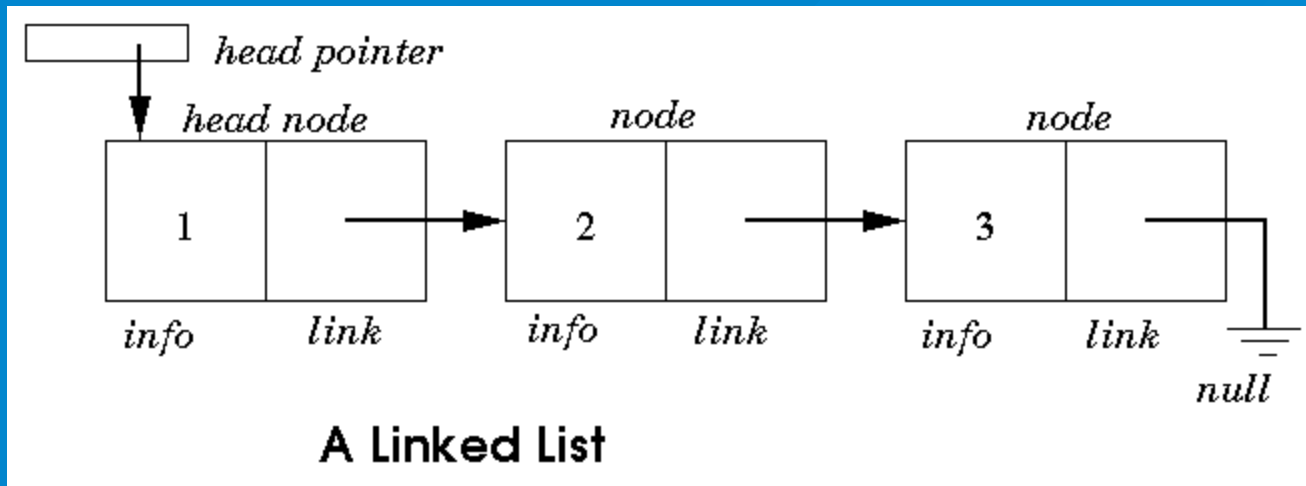 head pointer
head node
node
node
1
2
3
info
link
info
link
info
link
null
A Linked List